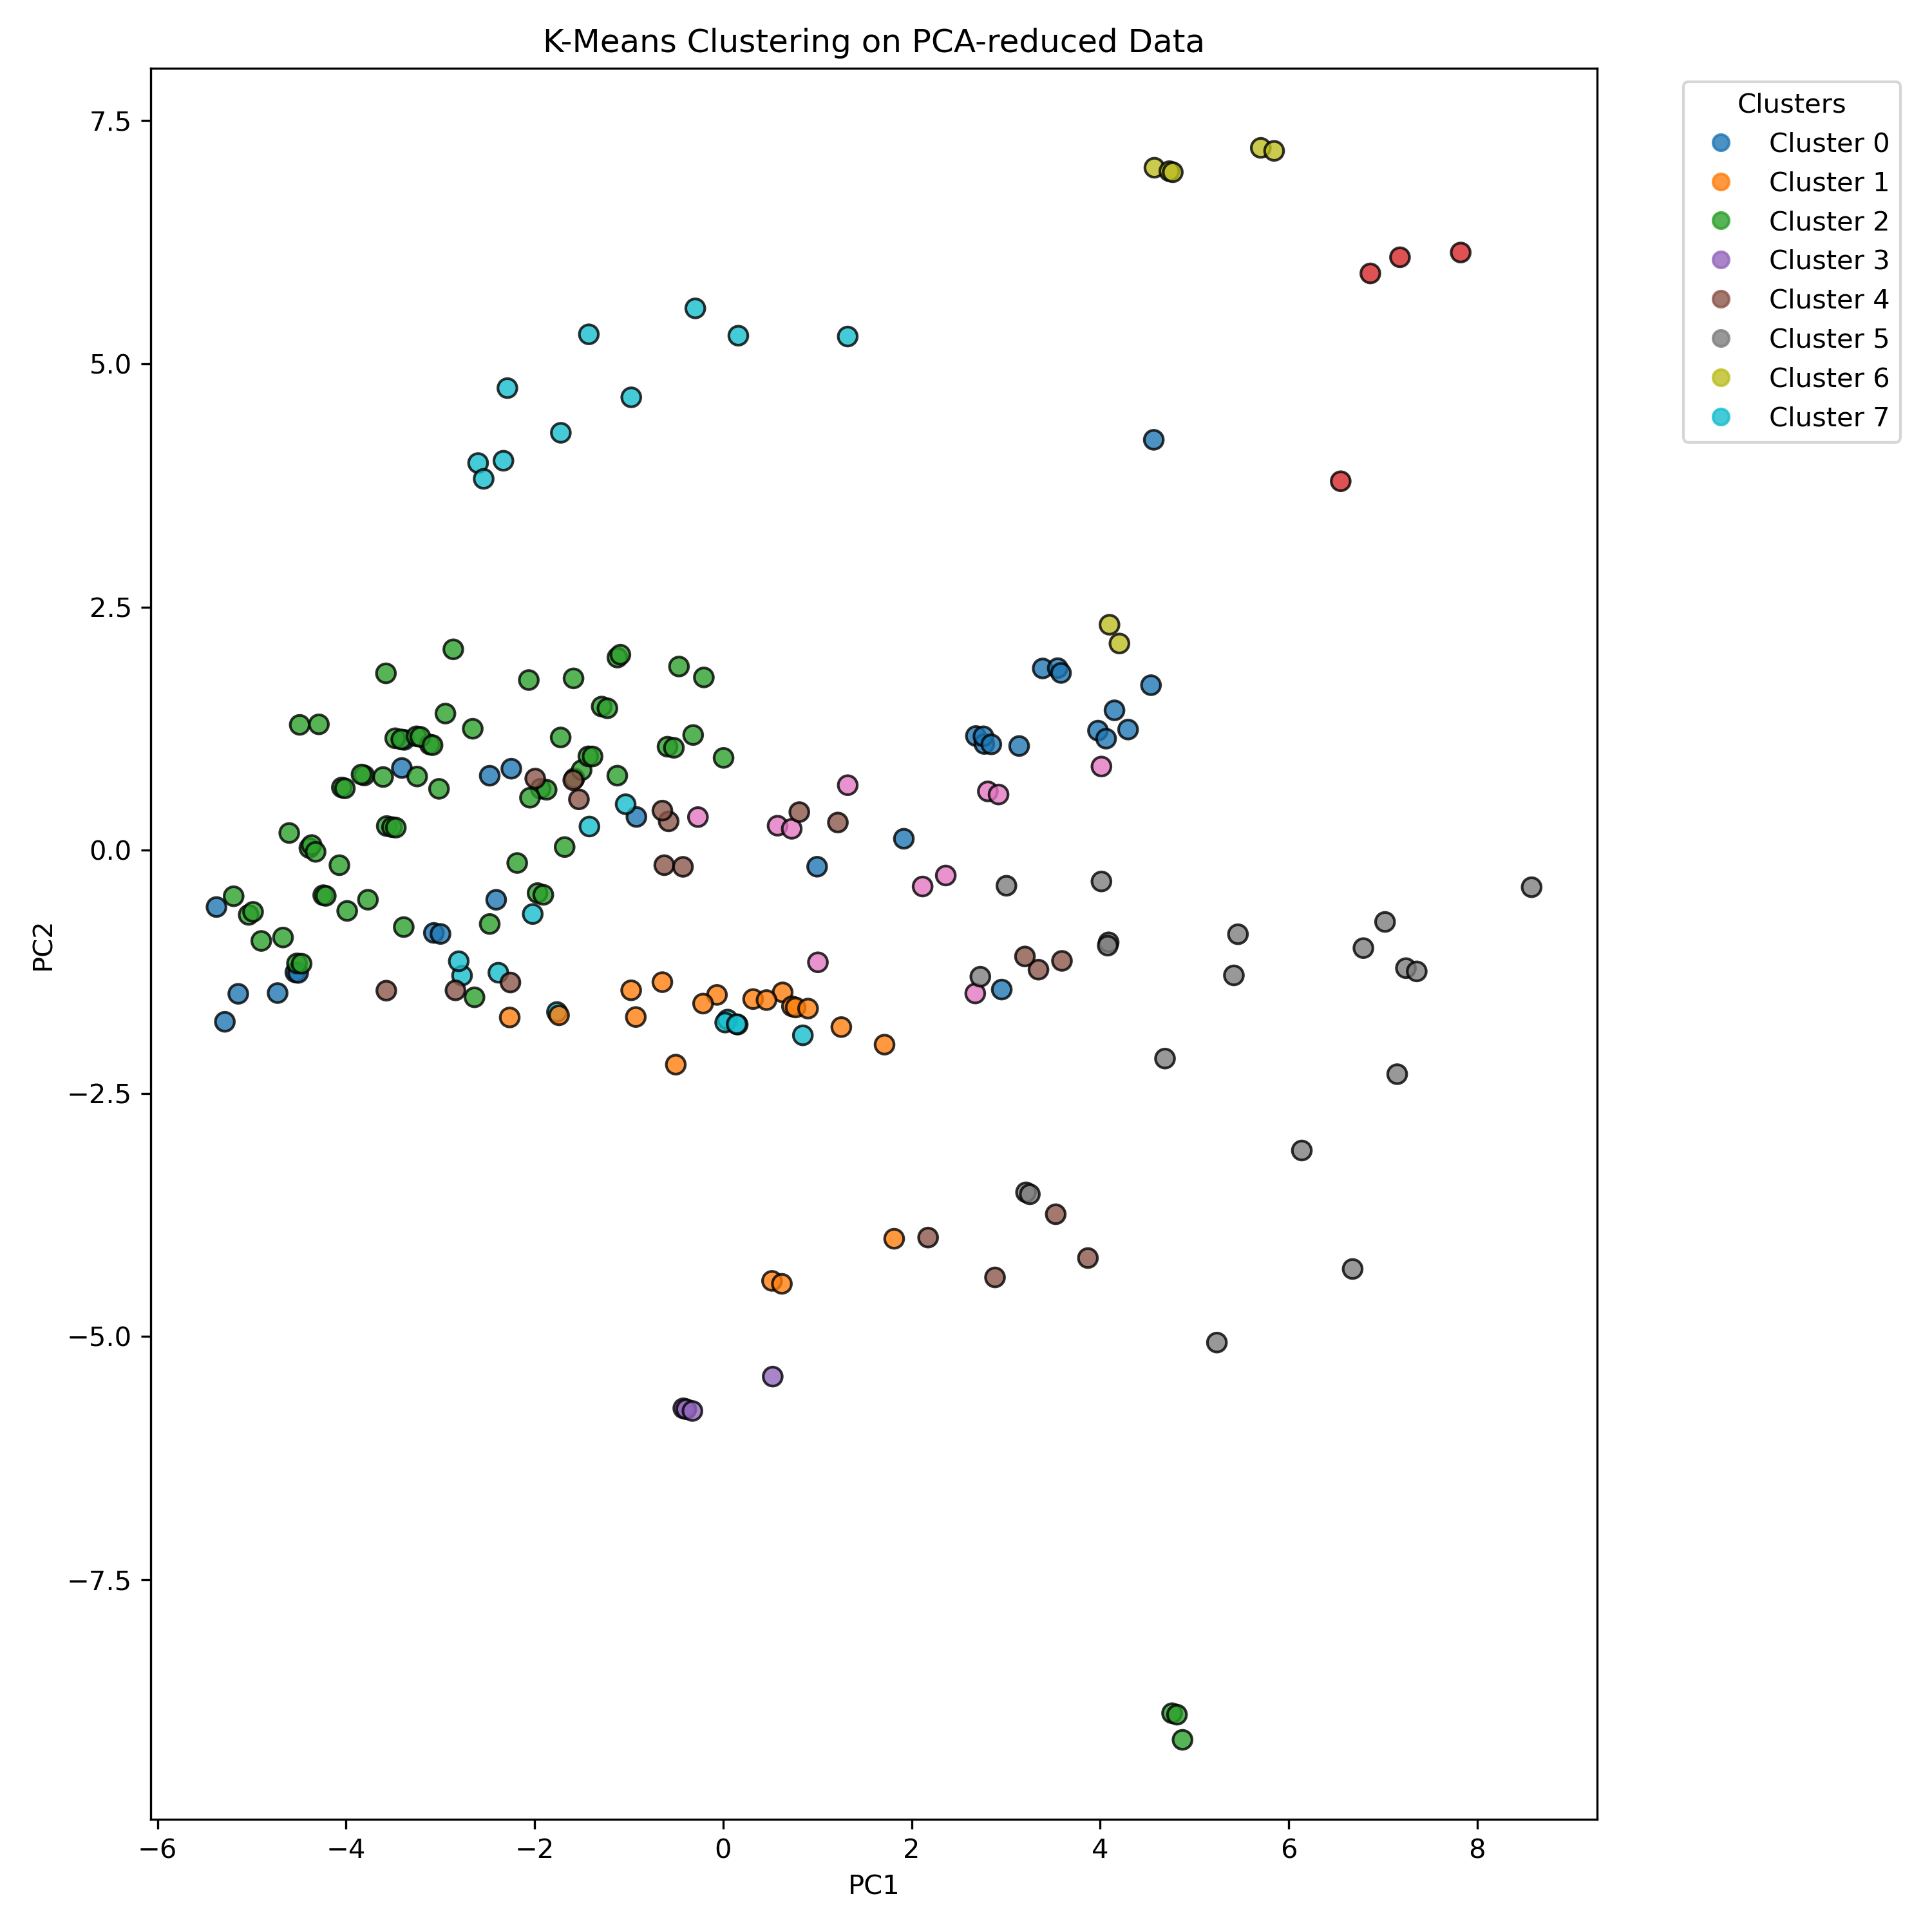 K-Means Clustering on PCA-reduced Data
Clusters
Cluster 0
Cluster 1
Cluster 2
Cluster 3
Cluster 4
Cluster 5
Cluster 6
Cluster 7
PC2
7.5
5.0
2.5
0.0
−2.5
−5.0
−7.5
−6 −4 −2 0 2 4 6 8
PC1